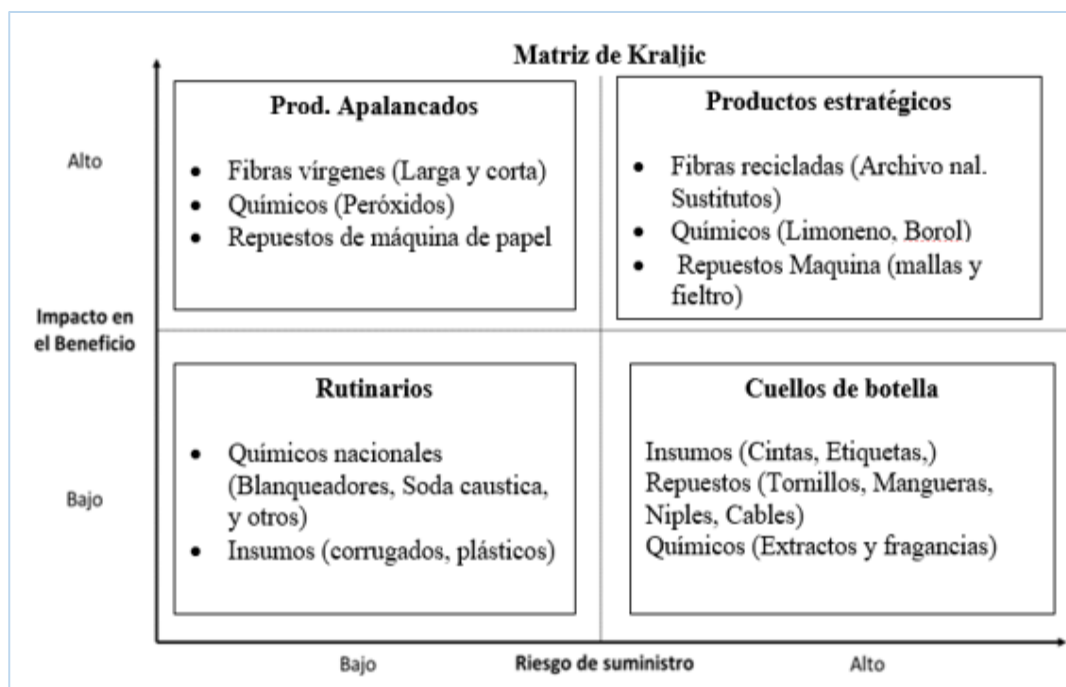 Matriz de Kraljic
Prod. Apalancados
Fibras vírgenes (Larga y corta)
Químicos (Peróxidos)
Repuestos de máquina de papel
Productos estratégicos
Fibras recicladas (Archivo nal.
Sustitutos)
Químicos (Limoneno, Borol)
Repuestos Maquina (mallas y
fieltro)
Alto
Impacto en
el Beneficio
Bajo
Rutinarios
Químicos nacionales
(Blanqueadores, Soda caustica,
y otros)
Insumos (corrugados, plásticos)
Cuellos de botella
Insumos (Cintas, Etiquetas,)
Repuestos (Tornillos, Mangueras,
Niples, Cables)
Químicos (Extractos y fragancias)
Bajo
Riesgo de suministro
Alto